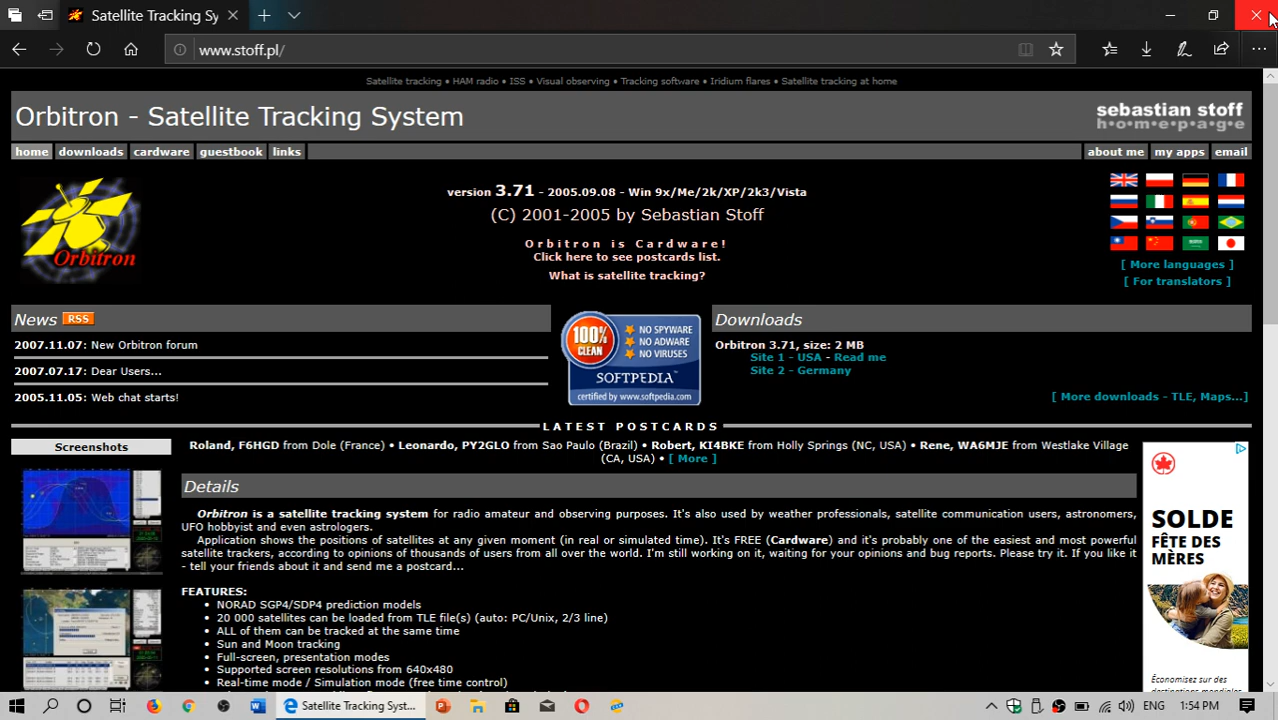 Satellite Tracking Sy
www.stoff.pl/
Satellite tracking • HAM radio • ISS • Visual observing • Tracking software • Iridium flares • Satellite tracking at home
Orbitron - Satellite Tracking System
sebastian stoff
h•o•m•e•p•a•g•e
home downloads cardware guestbook links about me my apps email
Orbitron
version 3.71 - 2005.09.08 - Win 9x/Me/2k/XP/2k3/Vista
(C) 2001-2005 by Sebastian Stoff
Orbitron is Cardware!
Click here to see postcards list.
What is satellite tracking?
[ More languages ]
[ For translators ]
News RSS
2007.11.07: New Orbitron forum
2007.07.17: Dear Users...
2005.11.05: Web chat starts!
100% CLEAN
NO SPYWARE
NO ADWARE
NO VIRUSES
SOFTPEDIA
certified by www.softpedia.com
Downloads
Orbitron 3.71, size: 2 MB
Site 1 - USA - Read me
Site 2 - Germany
[ More downloads - TLE, Maps...]
LATEST POSTCARDS
Screenshots
Roland, F6HGD from Dole (France) • Leonardo, PY2GLO from Sao Paulo (Brazil) • Robert, KI4BKE from Holly Springs (NC, USA) • Rene, WA6MJE from Westlake Village
(CA, USA) • [ More ]
Details
Orbitron is a satellite tracking system for radio amateur and observing purposes. It's also used by weather professionals, satellite communication users, astronomers,
UFO hobbyist and even astrologers.
Application shows the positions of satellites at any given moment (in real or simulated time). It's FREE (Cardware) and it's probably one of the easiest and most powerful
satellite trackers, according to opinions of thousands of users from all over the world. I'm still working on it, waiting for your opinions and bug reports. Please try it. If you like it
- tell your friends about it and send me a postcard...
FEATURES:
• NORAD SGP4/SDP4 prediction models
• 20 000 satellites can be loaded from TLE file(s) (auto: PC/Unix, 2/3 line)
• ALL of them can be tracked at the same time
• Sun and Moon tracking
• Full-screen, presentation modes
• Supported screen resolutions from 640x480
• Real-time mode / Simulation mode (free time control)
SOLDE
FÊTE DES
MÈRES
Économisez sur des
destinations mondiales
Satellite Tracking Syst...
ENG
1:54 PM